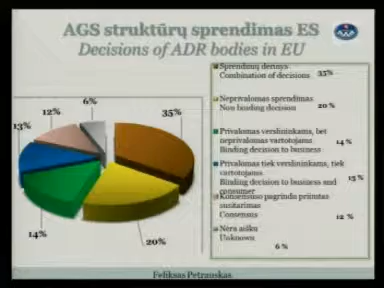 AGS struktūrų sprendimas ES
Decisions of ADR bodies in EU
6%
12%
13%
35%
14%
20%
Sprendimų derinys
Combination of decisions 35%
Neprivalomas sprendimas
Non binding decision 20 %
Privalomas verslininkams, bet
neprivalomas vartotojams 14 %
Binding decision to business
Privalomas tiek verslininkams, tiek
vartotojams 13 %
Binding decision to business and
consumer
Konsensuso pagrindu priimtas
susitarimas
Consensus 12 %
Nėra aišku
Unknown
6 %
Feliksas Petrauskas